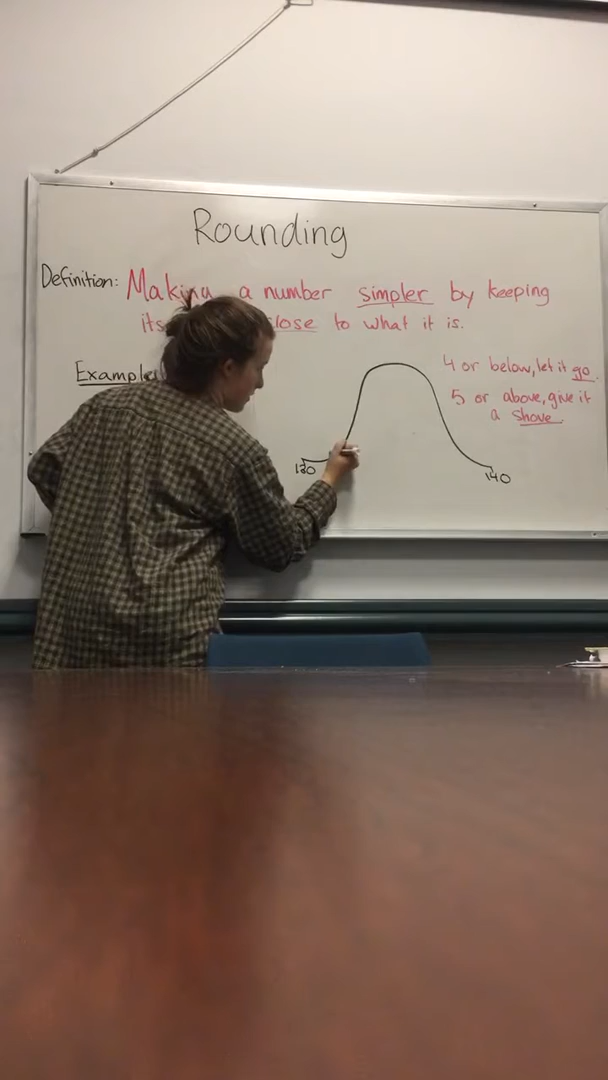 Rounding
Definition: Making a number simpler by keeping
its close to what it is.
Example
4 or below, let it go.
5 or above, give it
a shove.
130
140